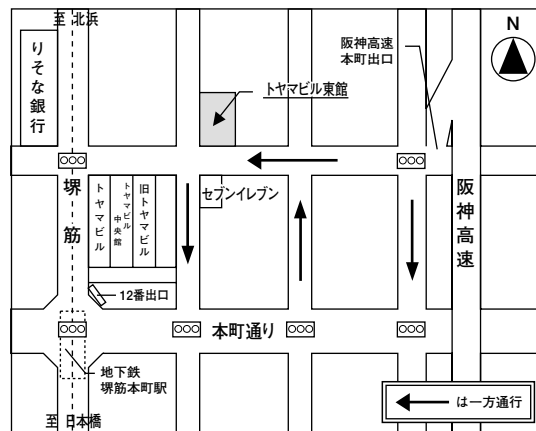 至 北浜
りそな銀行
阪神高速
本町出口
N
トヤマビル東館
堺筋
トヤマビル
トヤマビル
中央館
旧トヤマビル
セブンイレブン
阪神高速
12番出口
本町通り
地下鉄
堺筋本町駅
は一方通行
至 日本橋